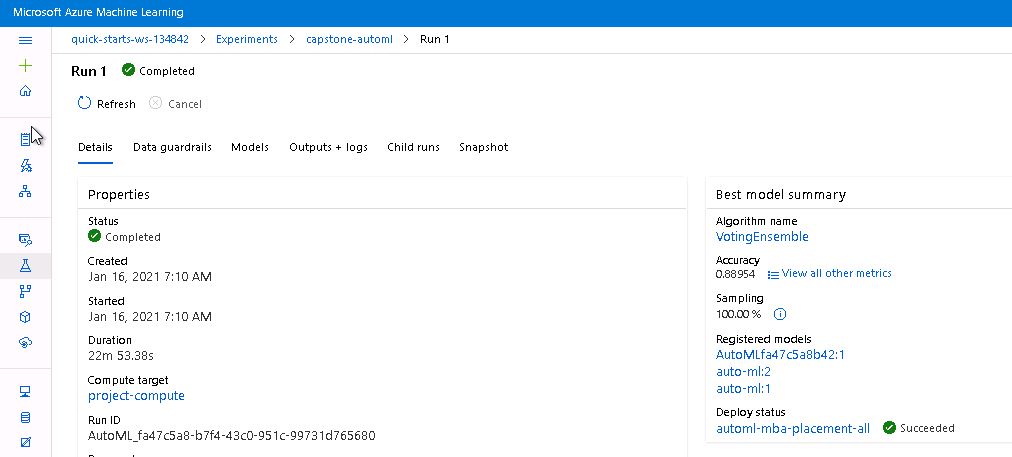 Microsoft Azure Machine Learning
quick-starts-ws-134842 > Experiments > capstone-automl > Run 1
Run 1 Completed
Refresh Cancel
Details Data guardrails Models Outputs + logs Child runs Snapshot
Properties
Status
Completed
Created
Jan 16, 2021 7:10 AM
Started
Jan 16, 2021 7:10 AM
Duration
22m 53.38s
Compute target
project-compute
Run ID
AutoML_fa47c5a8-b7f4-43c0-951c-99731d765680
Best model summary
Algorithm name
VotingEnsemble
Accuracy
0.88954 View all other metrics
Sampling
100.00 %
Registered models
AutoMLfa47c5a8b42:1
auto-ml:2
auto-ml:1
Deploy status
automl-mba-placement-all Succeeded